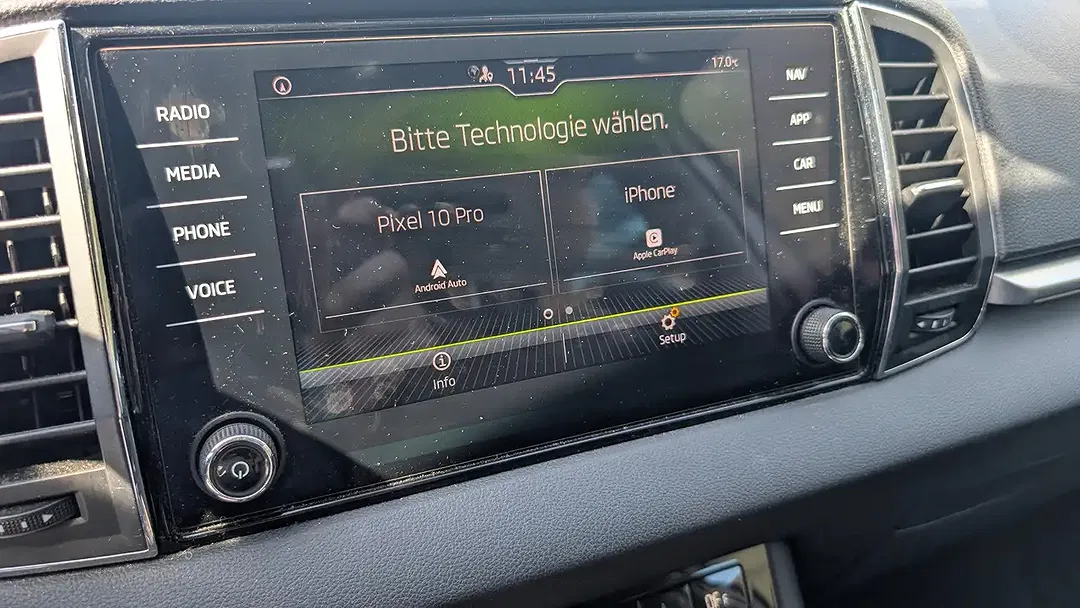 11:45
17.0°C
RADIO
MEDIA
PHONE
VOICE
Bitte Technologie wählen.
Pixel 10 Pro
Android Auto
iPhone
Apple CarPlay
Info
Setup
NAV
APP
CAR
MENU